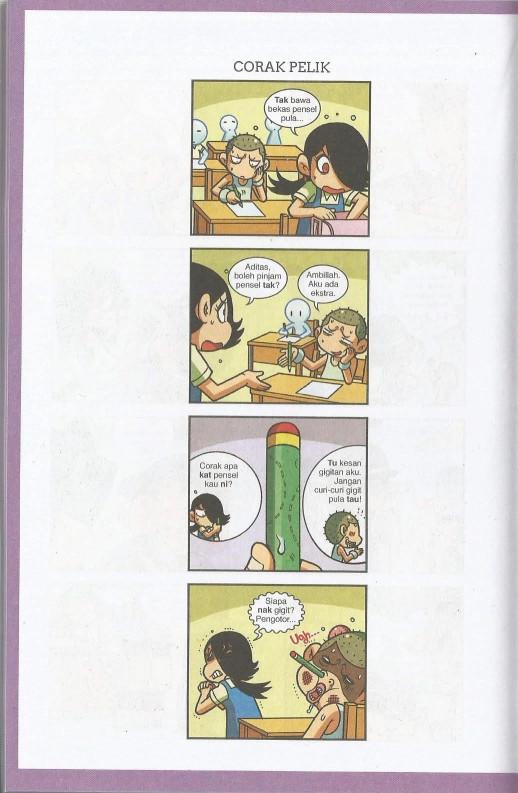 CORAK PELIK
Tak bawa
bekas pensel
pula...
Aditas,
boleh pinjam
pensel tak?
Ambillah.
Aku ada
ekstra.
Corak apa
kat pensel
kau ni?
Tu kesan
gigitan aku.
Jangan
curi-curi gigit
pula tau!
Siapa
nak gigit?
Pengotor...
Ugh...